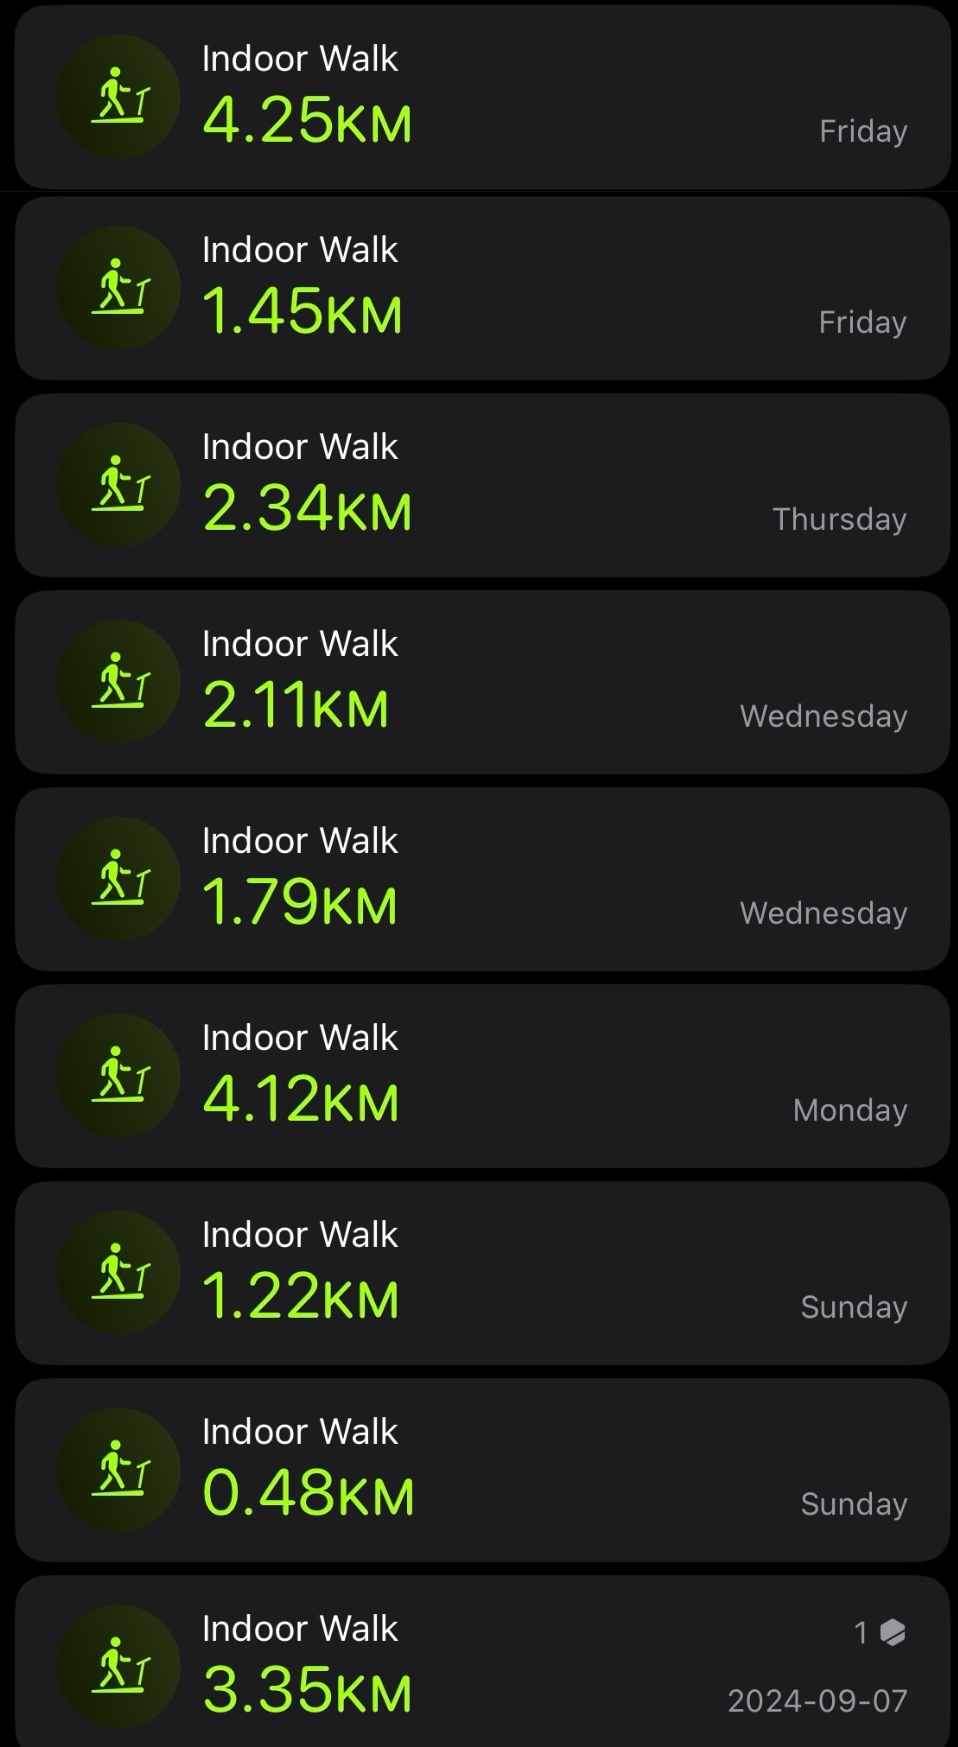 Indoor Walk
4.25KM
Friday
Indoor Walk
1.45KM
Friday
Indoor Walk
2.34KM
Thursday
Indoor Walk
2.11KM
Wednesday
Indoor Walk
1.79KM
Wednesday
Indoor Walk
4.12KM
Monday
Indoor Walk
1.22KM
Sunday
Indoor Walk
0.48KM
Sunday
Indoor Walk
1
3.35KM
2024-09-07